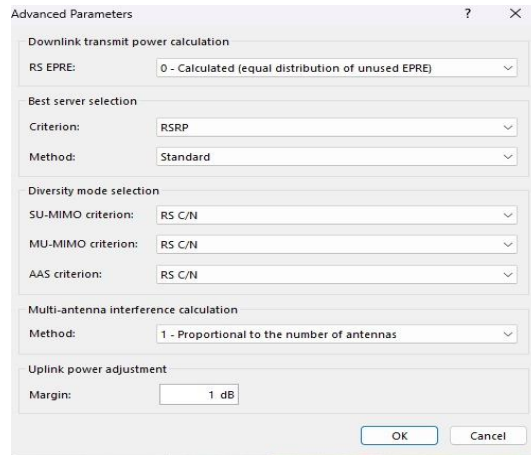 Advanced Parameters ? ×
Downlink transmit power calculation
RS EPRE: 0 - Calculated (equal distribution of unused EPRE)
Best server selection
Criterion: RSRP
Method: Standard
Diversity mode selection
SU-MIMO criterion: RS C/N
MU-MIMO criterion: RS C/N
AAS criterion: RS C/N
Multi-antenna interference calculation
Method: 1 - Proportional to the number of antennas
Uplink power adjustment
Margin: 1 dB
OK Cancel